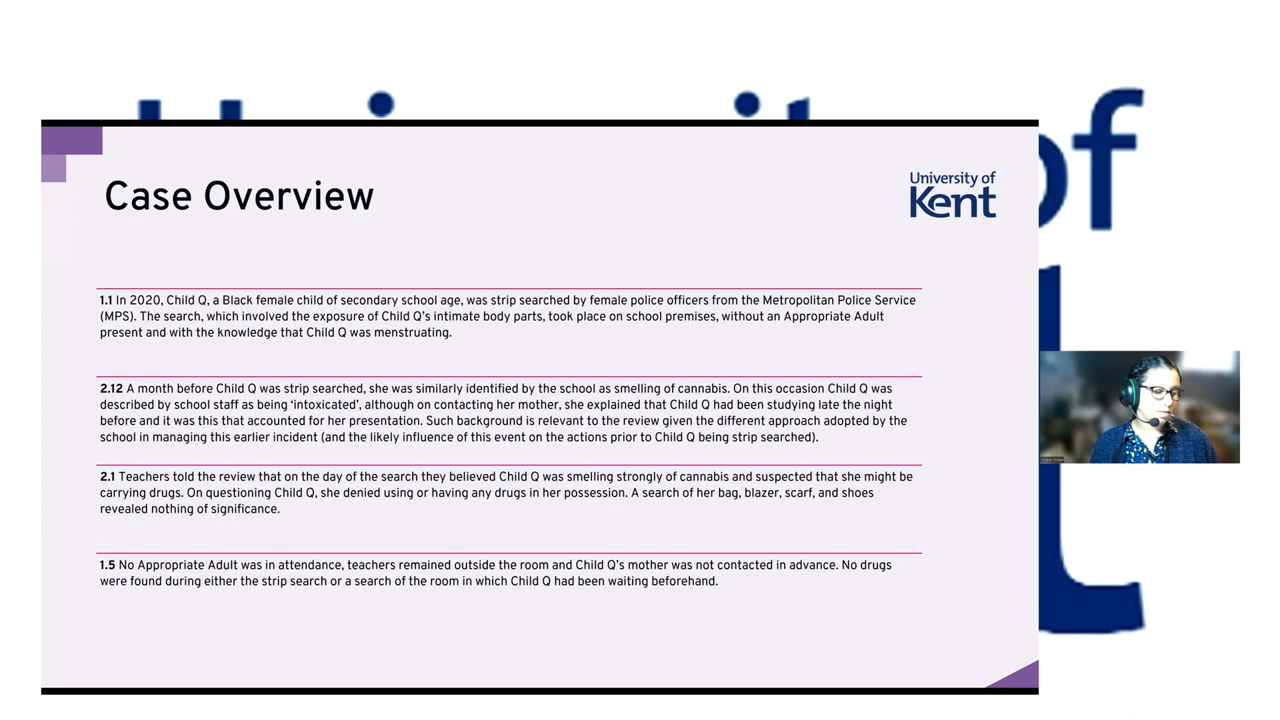 Case Overview
University of
Kent
of
1.1 In 2020, Child Q, a Black female child of secondary school age, was strip searched by female police officers from the Metropolitan Police Service
(MPS). The search, which involved the exposure of Child Q's intimate body parts, took place on school premises, without an Appropriate Adult
present and with the knowledge that Child Q was menstruating.
2.12 A month before Child Q was strip searched, she was similarly identified by the school as smelling of cannabis. On this occasion Child Q was
described by school staff as being ‘intoxicated’, although on contacting her mother, she explained that Child Q had been studying late the night
before and it was this that accounted for her presentation. Such background is relevant to the review given the different approach adopted by the
school in managing this earlier incident (and the likely influence of this event on the actions prior to Child Q being strip searched).
2.1 Teachers told the review that on the day of the search they believed Child Q was smelling strongly of cannabis and suspected that she might be
carrying drugs. On questioning Child Q, she denied using or having any drugs in her possession. A search of her bag, blazer, scarf, and shoes
revealed nothing of significance.
1.5 No Appropriate Adult was in attendance, teachers remained outside the room and Child Q's mother was not contacted in advance. No drugs
were found during either the strip search or a search of the room in which Child Q had been waiting beforehand.